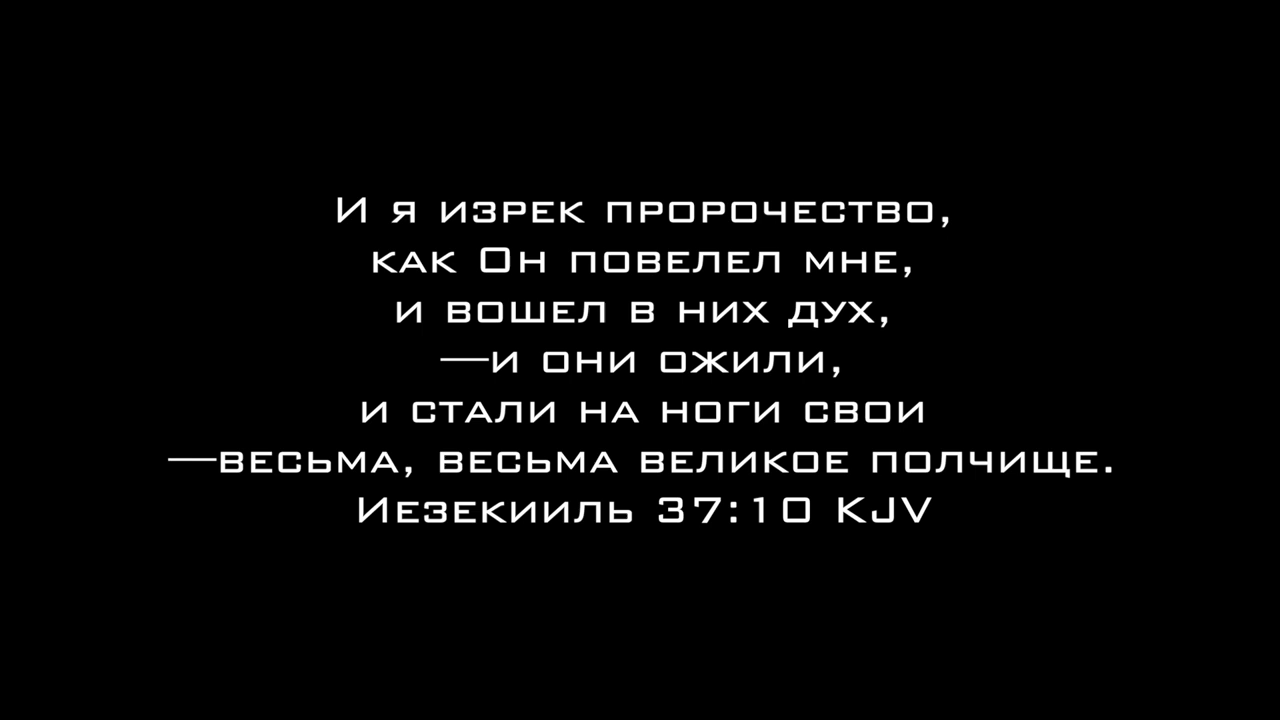 И я изрек пророчество,
как Он повелел мне,
и вошел в них дух,
—и они ожили,
и стали на ноги свои
—весьма, весьма великое полчище.
Иезекииль 37:10 KJV